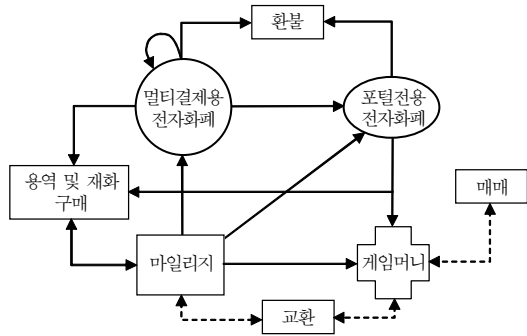 환불
멀티결제용
전자화폐
포털전용
전자화폐
용역 및 재화
구매
매매
마일리지
게임머니
교환